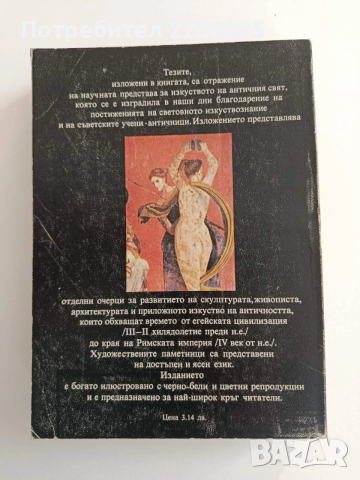 Потребител
Тезите,
изложени в книгата, са отражение
на научната представа за изкуството на античния свят,
която се е изградила в наши дни благодарение на
постиженията на световното изкуствознание
и на съветските учени-античници. Изложението представлява
отделни очерци за развитието на скулптурата, живописта,
архитектурата и приложното изкуство на античността,
които обхващат времето от егейската цивилизация
/III—II хилядолетие преди н.е./
до края на Римската империя /IV век от н.е./.
Художествените паметници са представени
на достъпен и ясен език.
Изданието
е богато илюстровано с черно-бели и цветни репродукции
и е предназначено за най-широк кръг читатели.
Цена 3.14 лв.
bazar